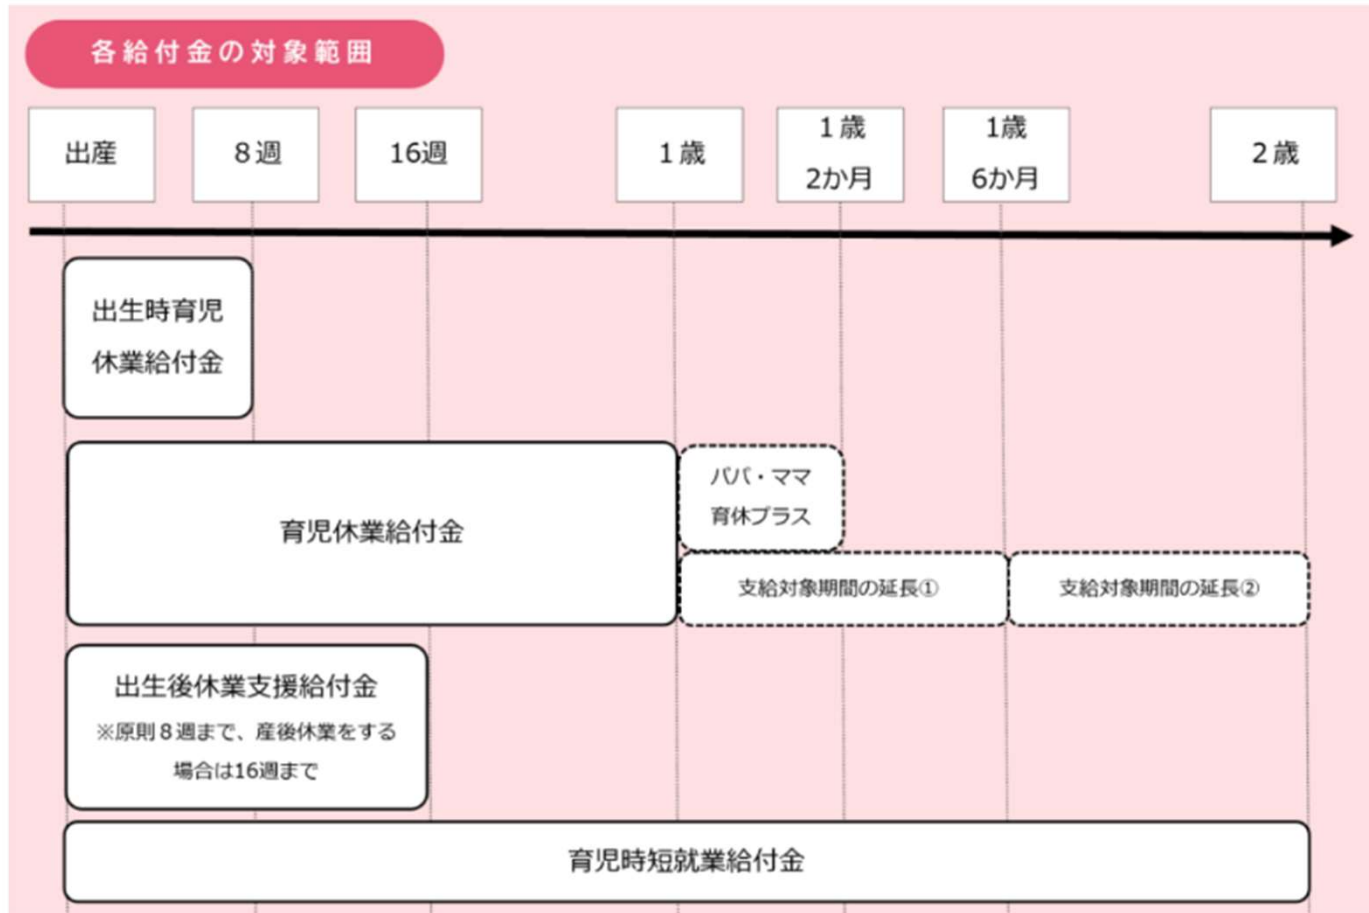 各給付金の対象範囲
出産
８週
16週
１歳
１歳
2か月
1歳
6か月
２歳
出生時育児
休業給付金
育児休業給付金
パパ・ママ
育休プラス
支給対象期間の延長①
支給対象期間の延長②
出生後休業支援給付金
※原則８週まで、産後休業をする
場合は16週まで
育児時短就業給付金